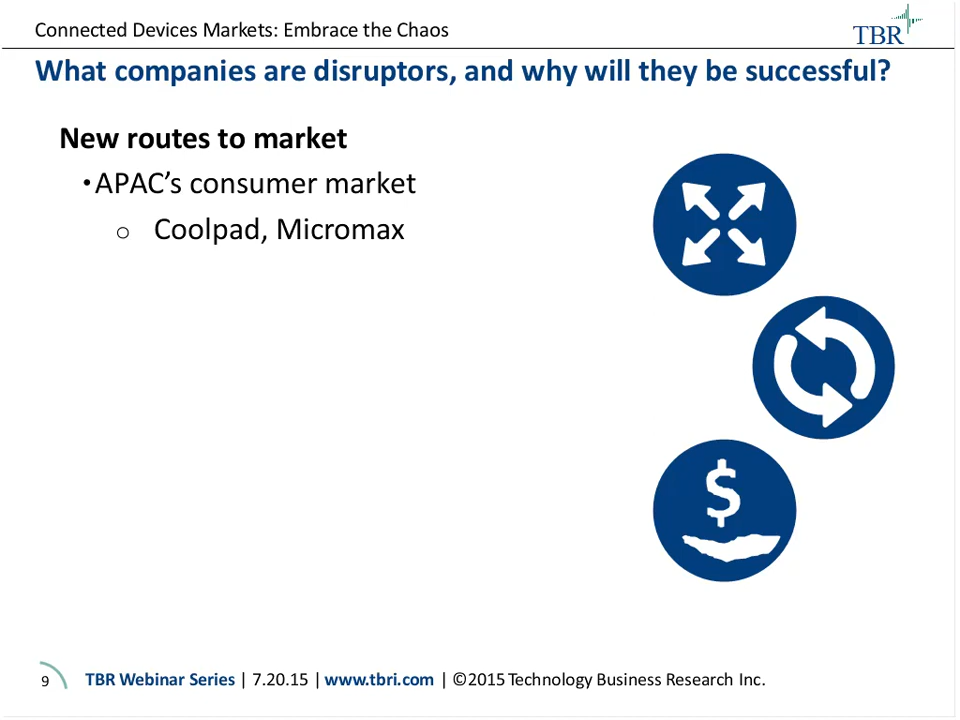 Connected Devices Markets: Embrace the Chaos
TBR
What companies are disruptors, and why will they be successful?
New routes to market
• APAC’s consumer market
o Coolpad, Micromax
$
9
TBR Webinar Series | 7.20.15 | www.tbri.com | ©2015 Technology Business Research Inc.